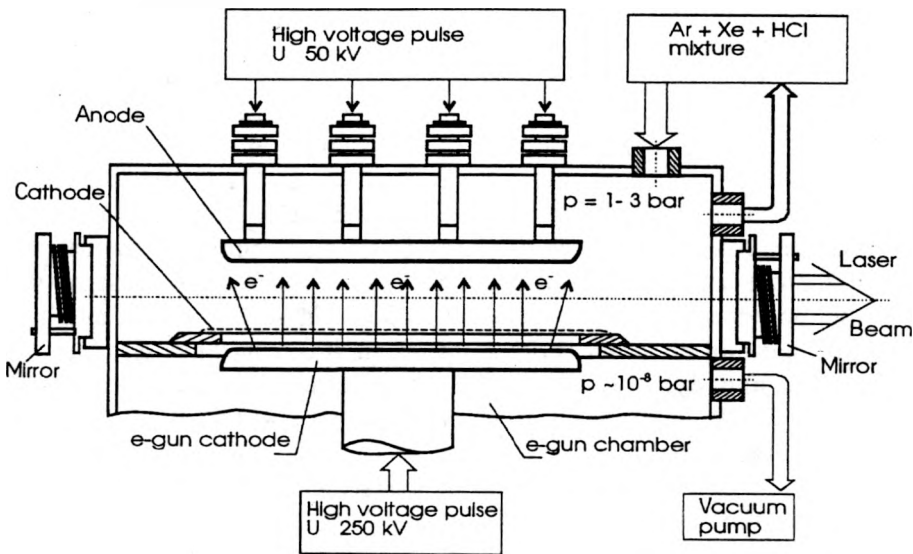 High voltage pulse
U 50 kV
Ar + Xe + HCl
mixture
Anode
Cathode
p = 1- 3 bar
e⁻ e⁻ e⁻
Laser
Beam
Mirror
Mirror
p ~10⁻⁸ bar
e-gun cathode
e-gun chamber
High voltage pulse
U 250 kV
Vacuum
pump